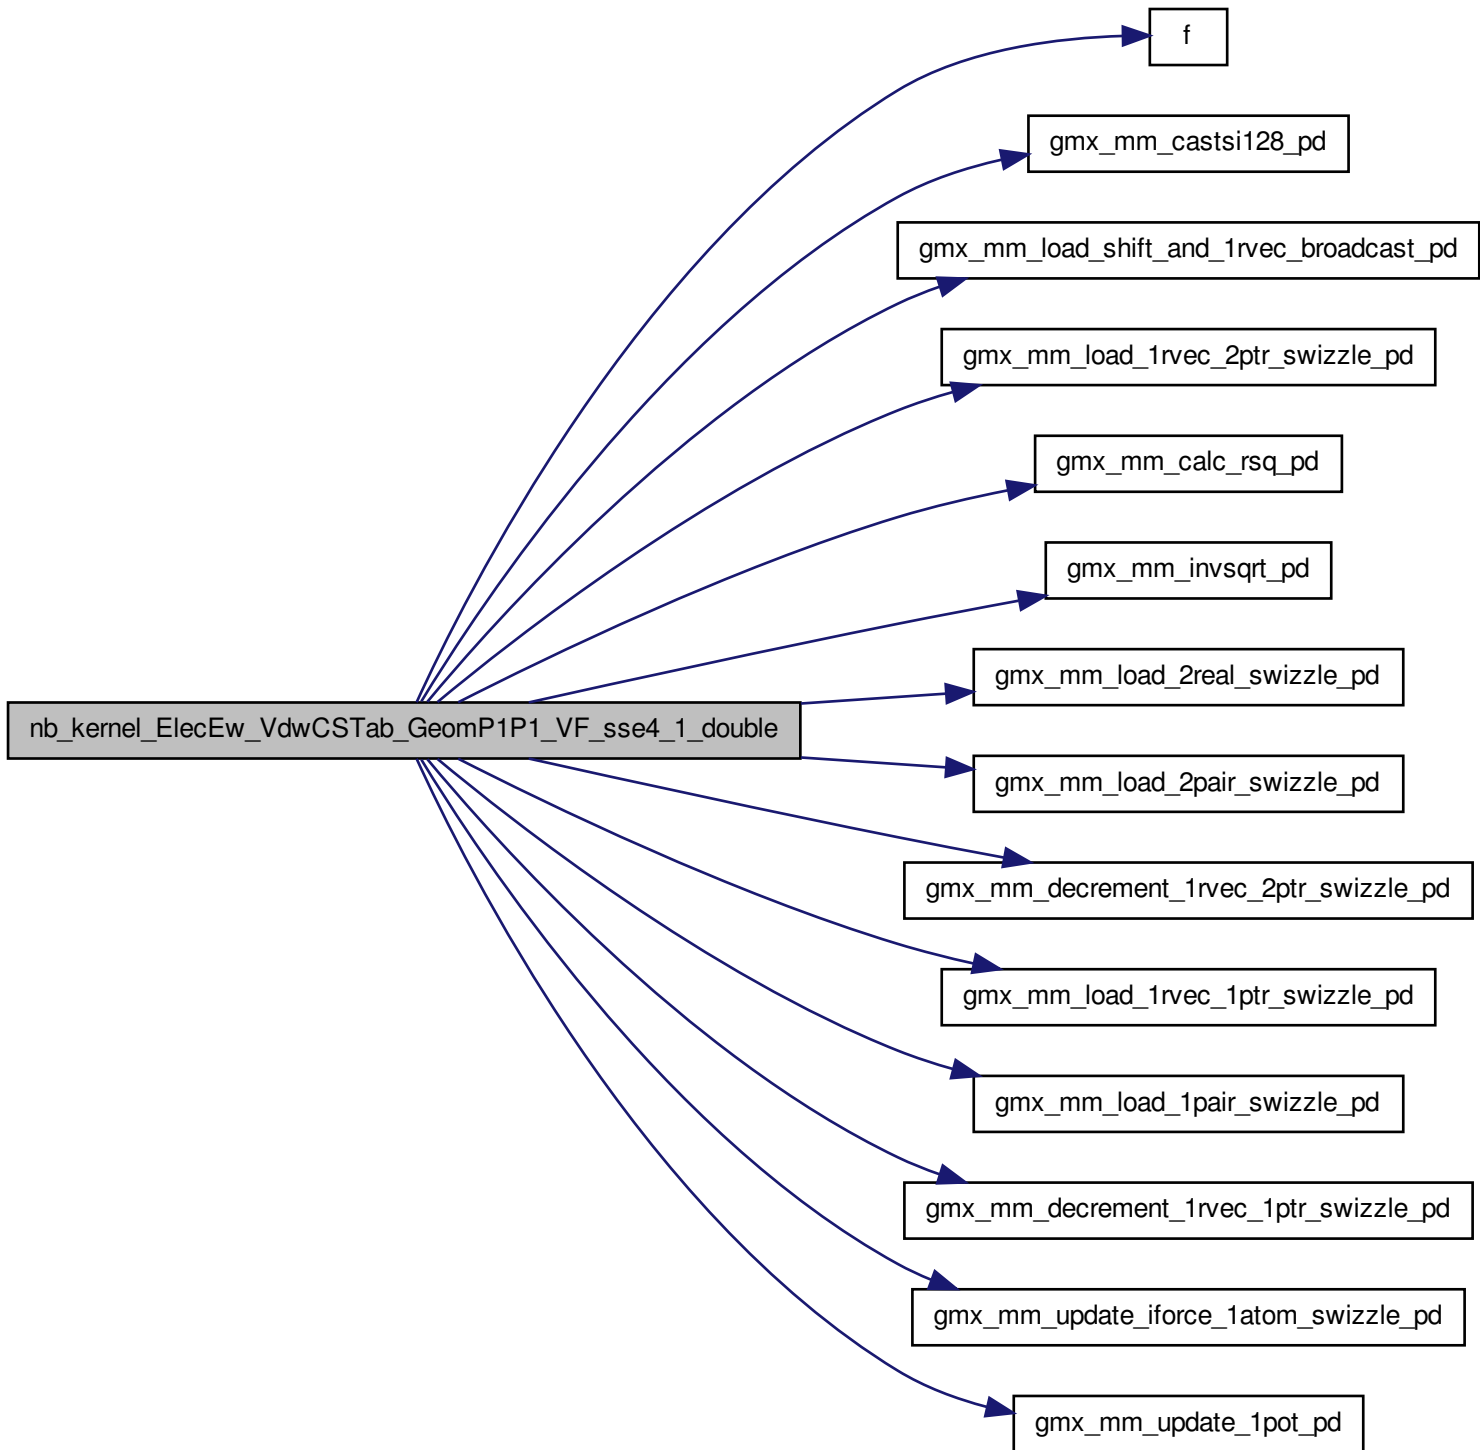 f
gmx_mm_castsi128_pd
gmx_mm_load_shift_and_1rvec_broadcast_pd
gmx_mm_load_1rvec_2ptr_swizzle_pd
gmx_mm_calc_rsq_pd
gmx_mm_invsqrt_pd
gmx_mm_load_2real_swizzle_pd
nb_kernel_ElecEw_VdwCSTab_GeomP1P1_VF_sse4_1_double
gmx_mm_load_2pair_swizzle_pd
gmx_mm_decrement_1rvec_2ptr_swizzle_pd
gmx_mm_load_1rvec_1ptr_swizzle_pd
gmx_mm_load_1pair_swizzle_pd
gmx_mm_decrement_1rvec_1ptr_swizzle_pd
gmx_mm_update_iforce_1atom_swizzle_pd
gmx_mm_update_1pot_pd